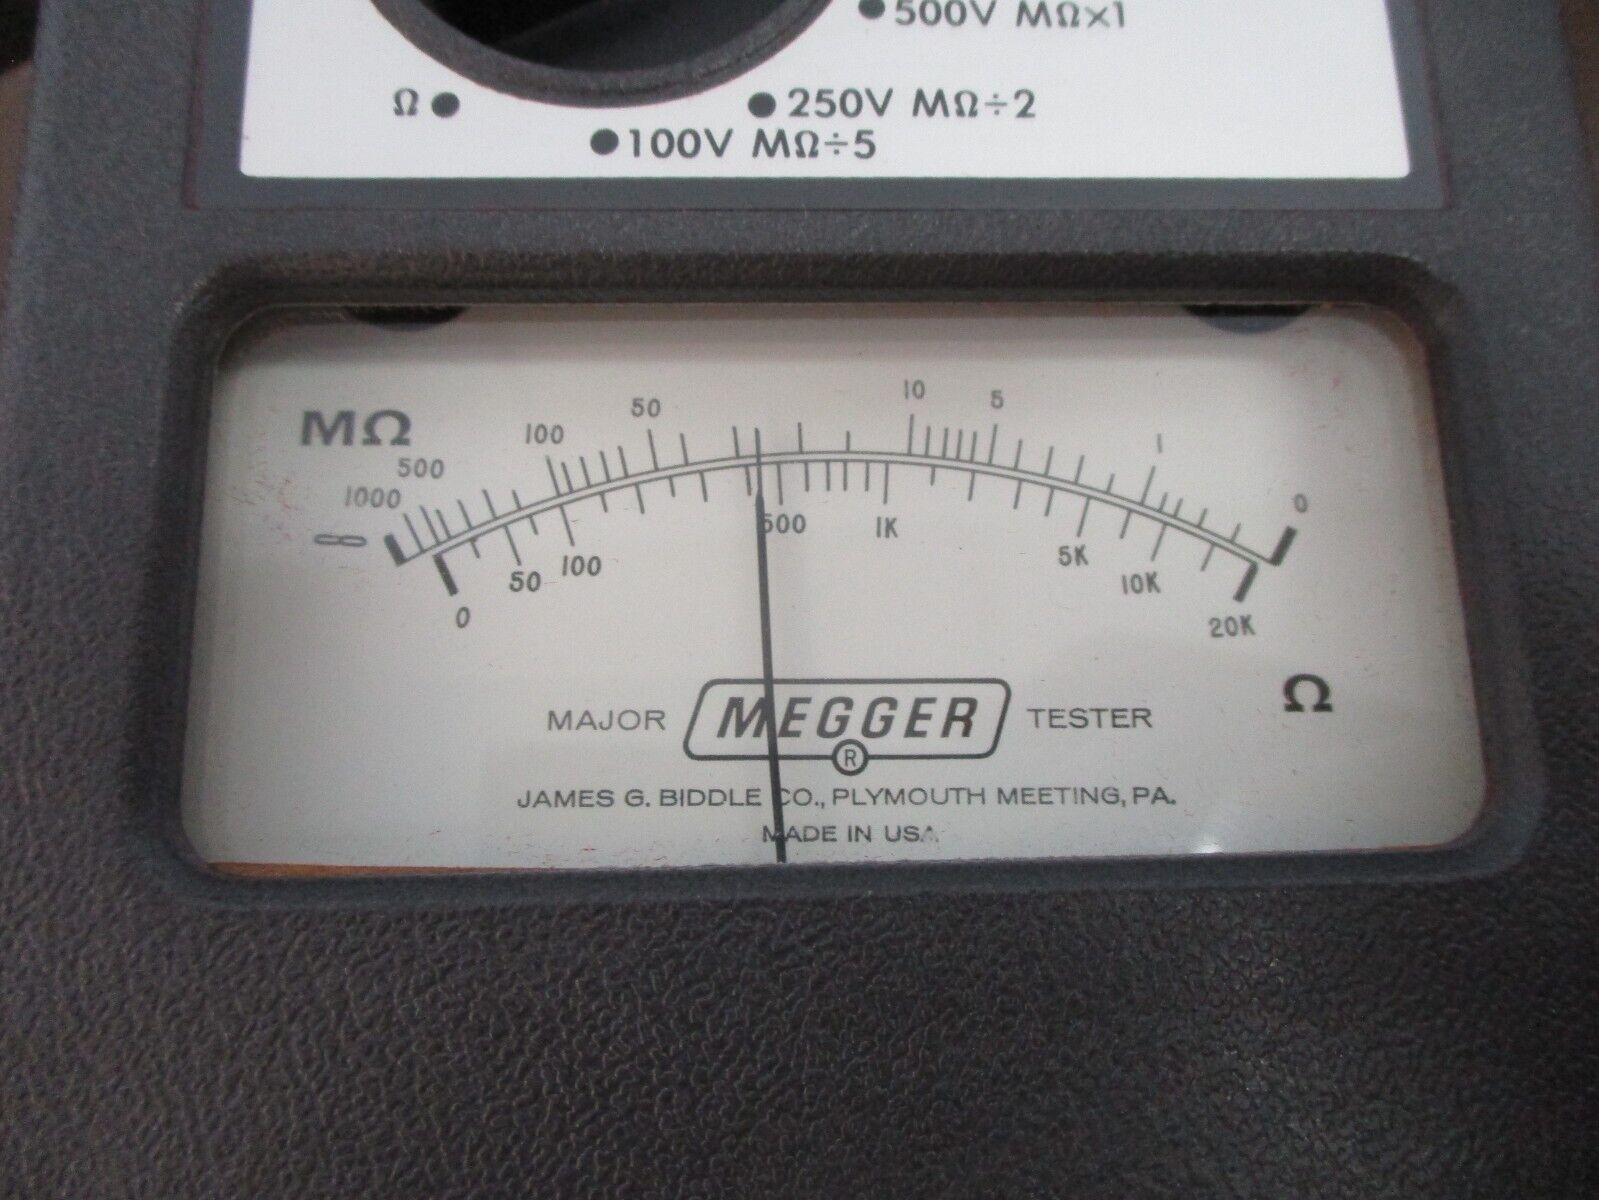 500V MΩ×1
Ω 250V MΩ÷2
100V MΩ÷5
MΩ
∞ 1000 500 100 50 10 5 1 0
0 50 100 500 1K 5K 10K 20K
Ω
MAJOR MEGGER TESTER
®
JAMES G. BIDDLE CO., PLYMOUTH MEETING, PA.
MADE IN USA